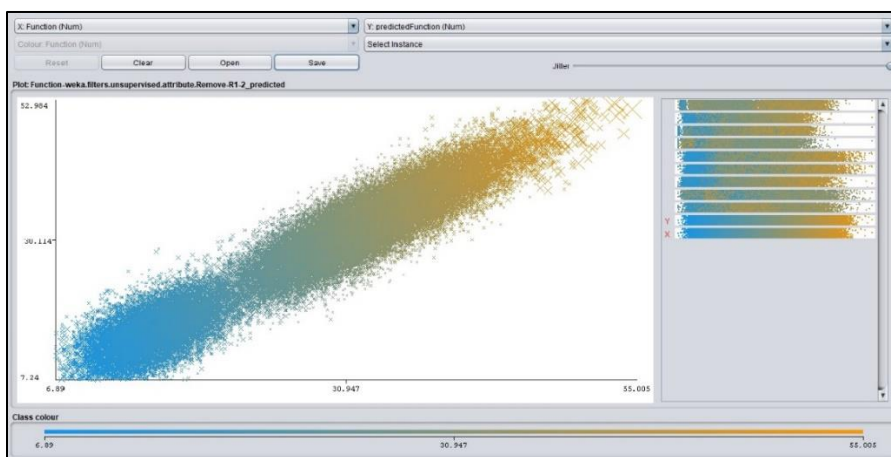 X: Function (Num)
Y: predictedFunction (Num)
Colour: Function (Num)
Select Instance
Reset
Clear
Open
Save
Jitter
Plot: Function-weka.filters.unsupervised.attribute.Remove-R1-2_predicted
52.984
30.114
7.24
6.89
30.947
55.005
Y
X
Class colour
6.89
30.947
55.005